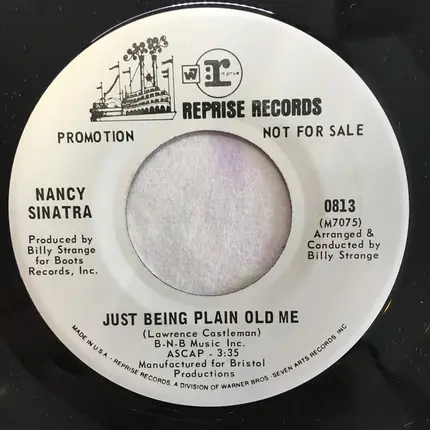 W
r
reprise
REPRISE RECORDS
PROMOTION
NOT FOR SALE
NANCY
SINATRA
Produced by
Billy Strange
for Boots
Records, Inc.
0813
(M7075)
Arranged &
Conducted by
Billy Strange
JUST BEING PLAIN OLD ME
(Lawrence Castleman)
B-N-B Music Inc.
ASCAP - 3:35
Manufactured for Bristol
Productions
MADE IN U.S.A. - REPRISE RECORDS, A DIVISION OF WARNER BROS - SEVEN ARTS RECORDS INC